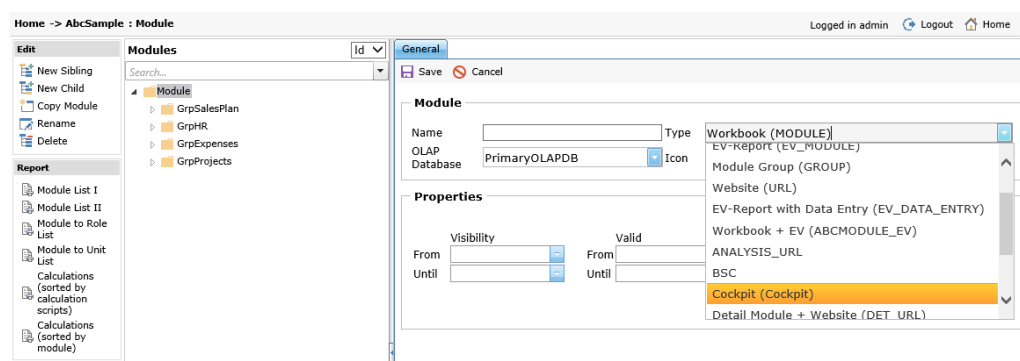 Home -> AbcSample : Module
Logged in admin Logout Home
Edit
New Sibling
New Child
Copy Module
Rename
Delete
Report
Module List I
Module List II
Module to Role
List
Module to Unit
List
Calculations
(sorted by
calculation
scripts)
Calculations
(sorted by
module)
Modules Id
Search...
Module
GrpSalesPlan
GrpHR
GrpExpenses
GrpProjects
General
Save Cancel
Module
Name Type Workbook (MODULE)
OLAP
Database PrimaryOLAPDB Icon
EV-Report (EV_MODULE)
Module Group (GROUP)
Website (URL)
EV-Report with Data Entry (EV_DATA_ENTRY)
Workbook + EV (ABCMODULE_EV)
ANALYSIS_URL
BSC
Cockpit (Cockpit)
Detail Module + Website (DET_URL)
Properties
Visibility Valid
From From
Until Until